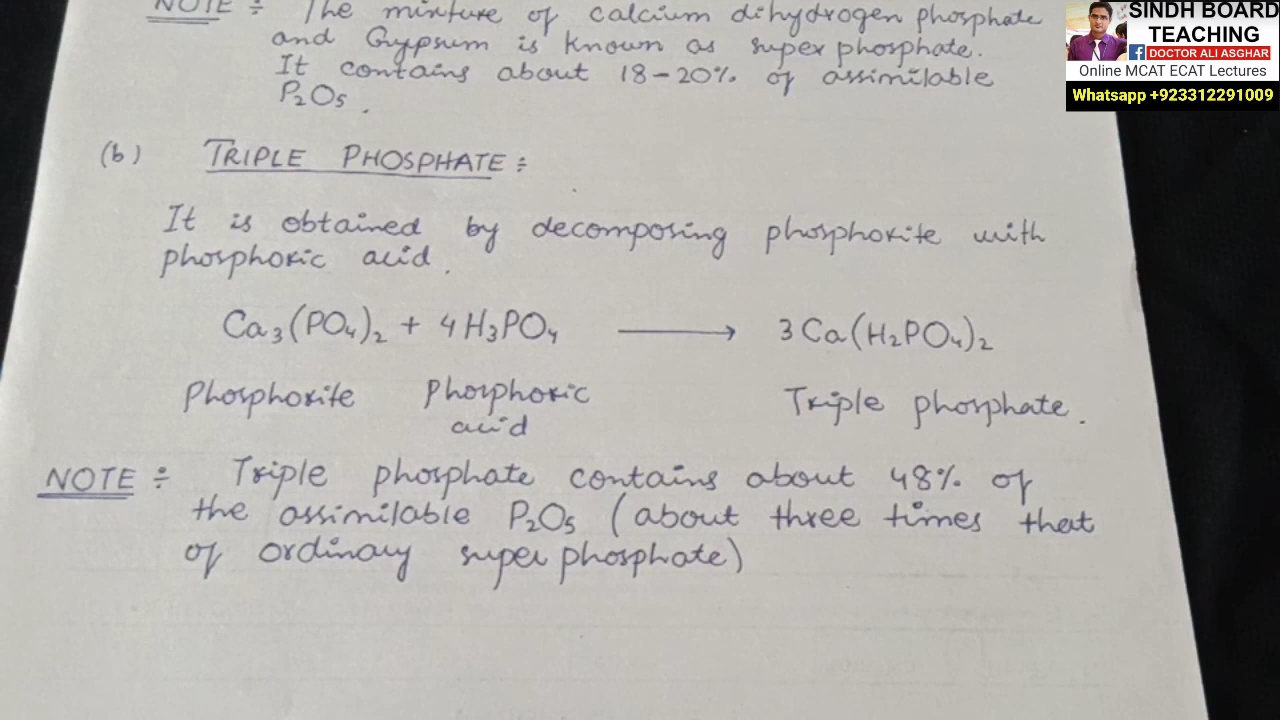 NOTE ÷ The mixture of calcium dihydrogen phosphate
and Gypsum is known as super phosphate.
It contains about 18-20% of assimilable
P₂O₅.
(b) TRIPLE PHOSPHATE ÷
It is obtained by decomposing phosphorite with
phosphoric acid.
Ca₃(PO₄)₂ + 4H₃PO₄ → 3Ca(H₂PO₄)₂
Phosphorite Phosphoric Triple phosphate.
acid
NOTE ÷ Triple phosphate contains about 48% of
the assimilable P₂O₅ (about three times that
of ordinary super phosphate)
SINDH BOARD
TEACHING
f DOCTOR ALI ASGHAR
Online MCAT ECAT Lectures
Whatsapp +923312291009